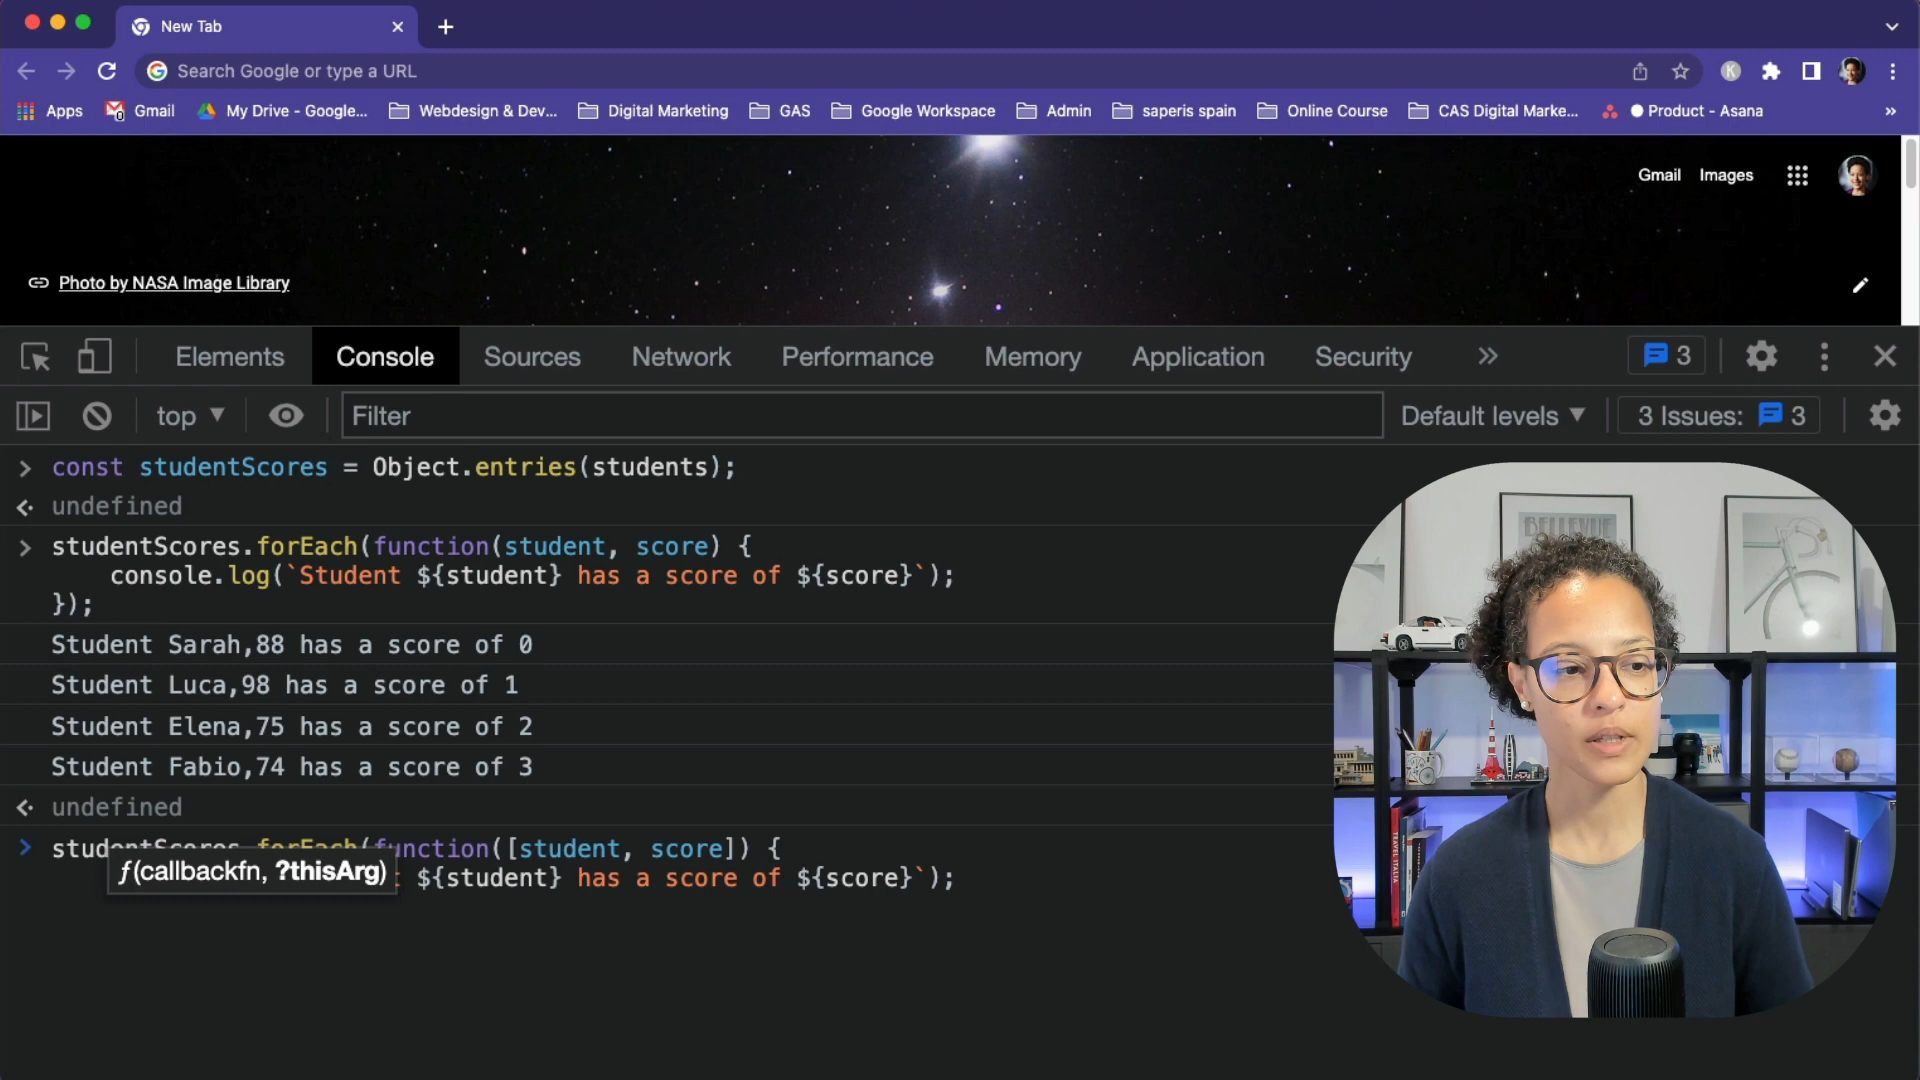 New Tab
Search Google or type a URL
K
Apps
Gmail
My Drive - Google...
Webdesign & Dev...
Digital Marketing
GAS
Google Workspace
Admin
saperis spain
Online Course
CAS Digital Marke...
Product - Asana
»
Gmail Images
Photo by NASA Image Library
Elements Console Sources Network Performance Memory Application Security » 3
top Filter Default levels 3 Issues: 3
const studentScores = Object.entries(students);
undefined
studentScores.forEach(function(student, score) {
console.log(`Student ${student} has a score of ${score}`);
});
Student Sarah,88 has a score of 0
Student Luca,98 has a score of 1
Student Elena,75 has a score of 2
Student Fabio,74 has a score of 3
undefined
studentScores.forEach(function([student, score]) {
ƒ(callbackfn, ?thisArg)
${student} has a score of ${score}`);
BELLEVUE